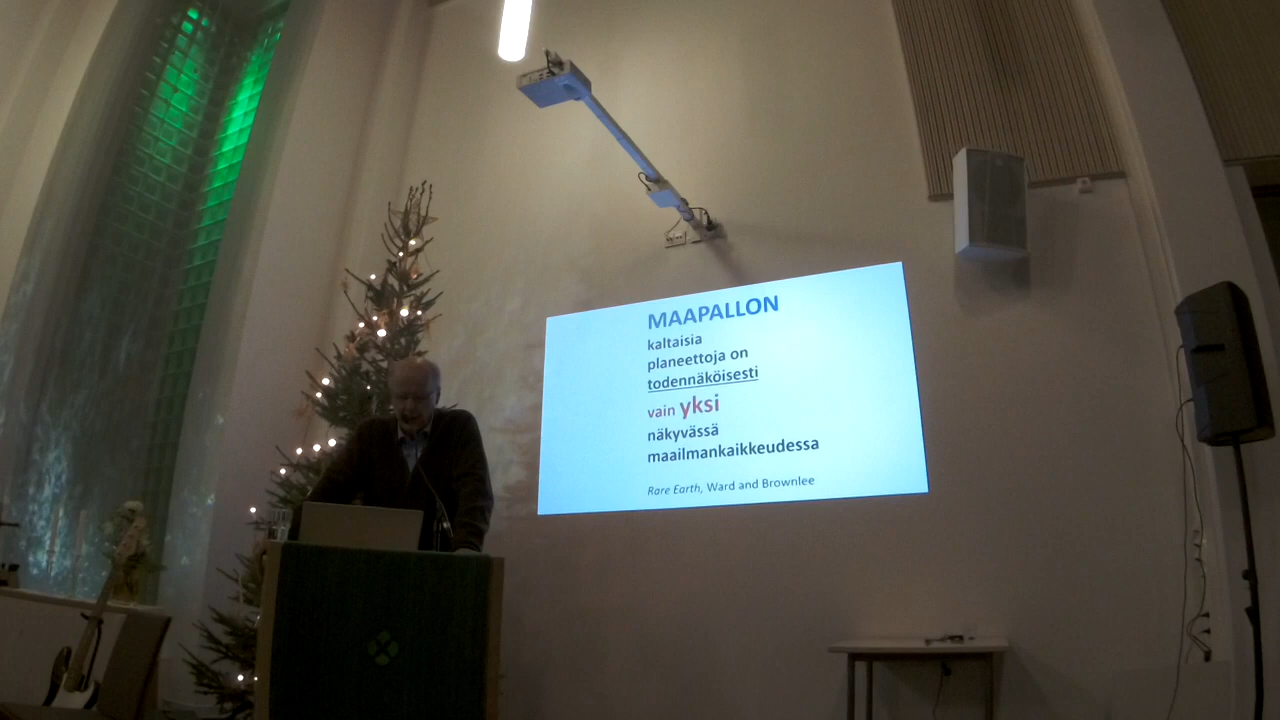 MAAPALLON
kaltaisia
planeettoja on
todennäköisesti
vain yksi
näkyvässä
maailmankaikkeudessa
Rare Earth, Ward and Brownlee